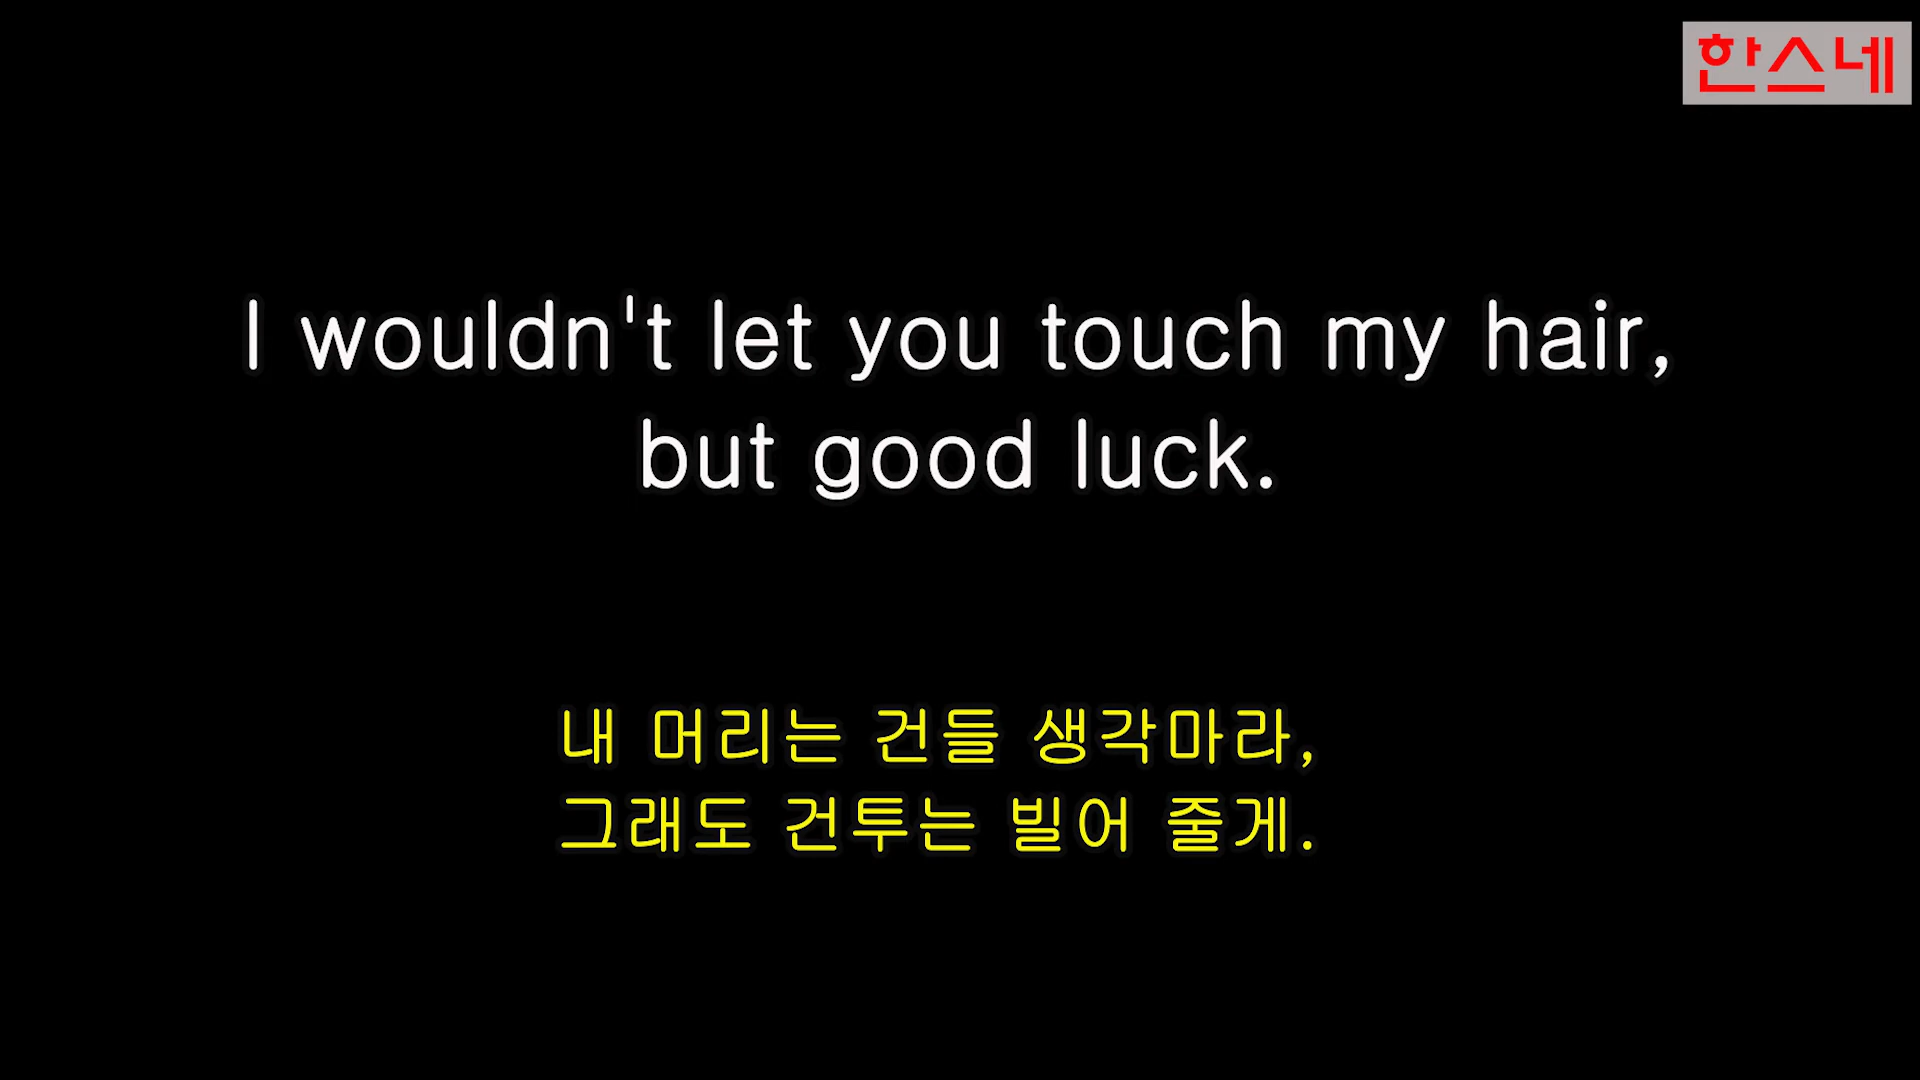 한스네
I wouldn't let you touch my hair,
but good luck.
내 머리는 건들 생각마라,
그래도 건투는 빌어 줄게.